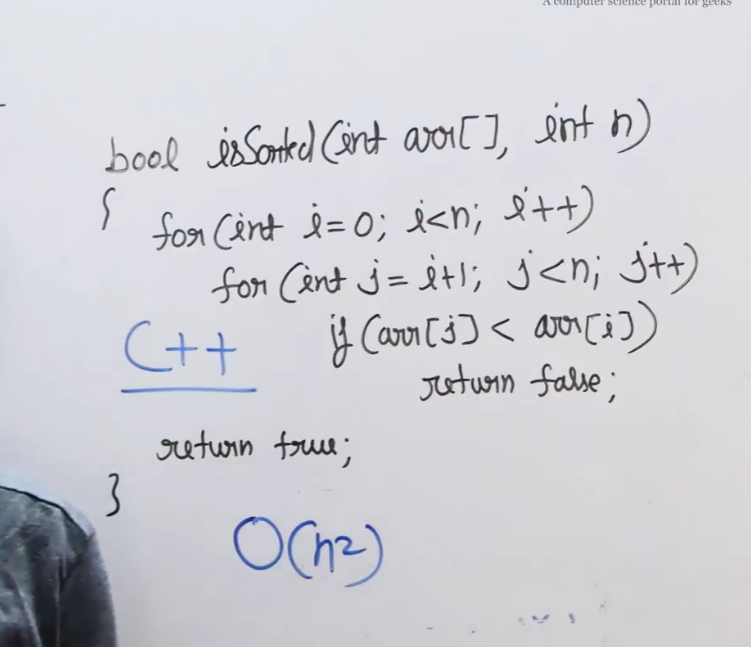 A computer science portal for geeks
bool isSorted(int arr[], int n)
{
for(int i=0; i<n; i++)
for(int j= i+1; j<n; j++)
if(arr[j] < arr[i])
return false;
C++
return true;
}
O(n²)